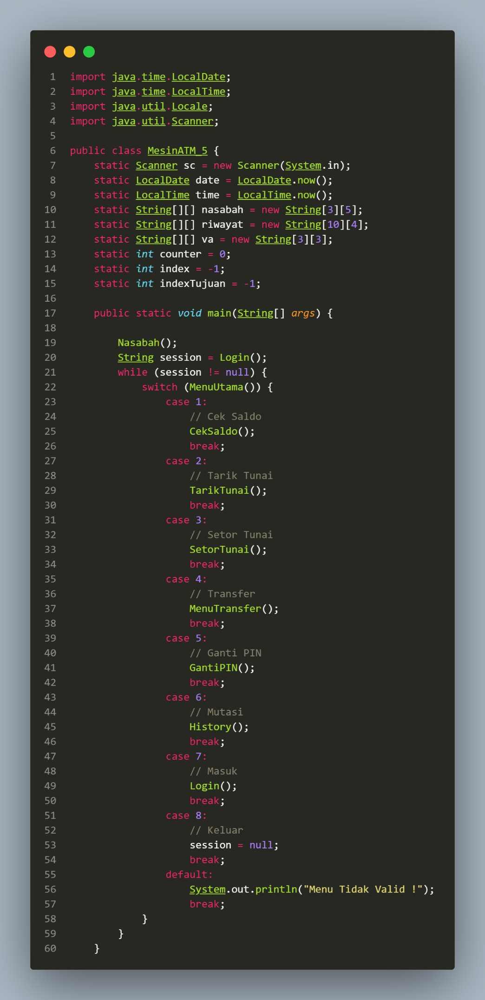 1 import java.time.LocalDate;
2 import java.time.LocalTime;
3 import java.util.Locale;
4 import java.util.Scanner;
5
6 public class MesinATM_5 {
7     static Scanner sc = new Scanner(System.in);
8     static LocalDate date = LocalDate.now();
9     static LocalTime time = LocalTime.now();
10     static String[][] nasabah = new String[3][5];
11     static String[][] riwayat = new String[10][4];
12     static String[][] va = new String[3][3];
13     static int counter = 0;
14     static int index = -1;
15     static int indexTujuan = -1;
16
17     public static void main(String[] args) {
18
19         Nasabah();
20         String session = Login();
21         while (session != null) {
22             switch (MenuUtama()) {
23                 case 1:
24                     // Cek Saldo
25                     CekSaldo();
26                     break;
27                 case 2:
28                     // Tarik Tunai
29                     TarikTunai();
30                     break;
31                 case 3:
32                     // Setor Tunai
33                     SetorTunai();
34                     break;
35                 case 4:
36                     // Transfer
37                     MenuTransfer();
38                     break;
39                 case 5:
40                     // Ganti PIN
41                     GantiPIN();
42                     break;
43                 case 6:
44                     // Mutasi
45                     History();
46                     break;
47                 case 7:
48                     // Masuk
49                     Login();
50                     break;
51                 case 8:
52                     // Keluar
53                     session = null;
54                     break;
55                 default:
56                     System.out.println("Menu Tidak Valid !");
57                     break;
58             }
59         }
60     }